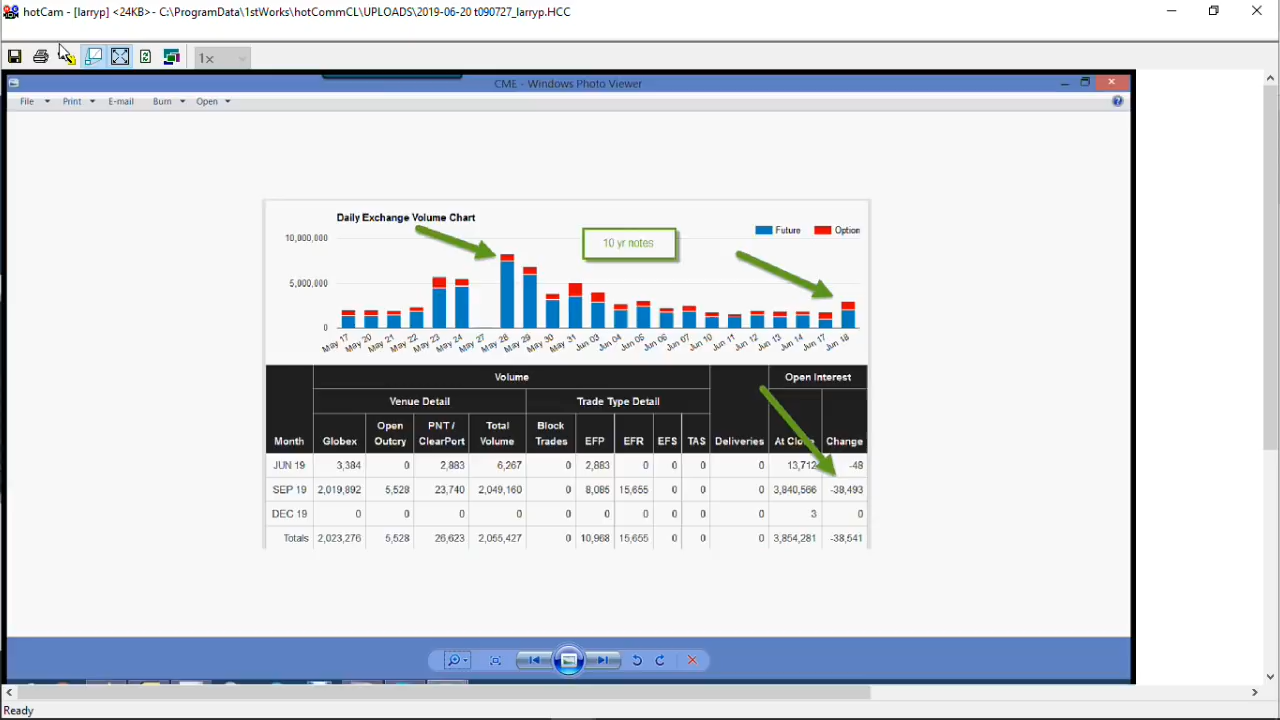 hotCam - [larryp] <24KB>- C:\ProgramData\1stWorks\hotCommCL\UPLOADS\2019-06-20 t090727_larryp.HCC
1x
CME - Windows Photo Viewer
File Print E-mail Burn Open
Daily Exchange Volume Chart
10 yr notes
Future Option
10,000,000
5,000,000
0
May 17 May 20 May 21 May 22 May 23 May 24 May 27 May 28 May 29 May 30 May 31 Jun 03 Jun 04 Jun 05 Jun 06 Jun 07 Jun 10 Jun 11 Jun 12 Jun 13 Jun 14 Jun 17 Jun 18
Volume Open Interest
Venue Detail Trade Type Detail
Month Globex Open Outcry PNT / ClearPort Total Volume Block Trades EFP EFR EFS TAS Deliveries At Close Change
JUN 19 3,384 0 2,883 6,267 0 2,883 0 0 0 0 13,712 -48
SEP 19 2,019,892 5,528 23,740 2,049,160 0 8,085 15,655 0 0 0 3,840,566 -38,493
DEC 19 0 0 0 0 0 0 0 0 0 0 3 0
Totals 2,023,276 5,528 26,623 2,055,427 0 10,968 15,655 0 0 0 3,854,281 -38,541
Ready